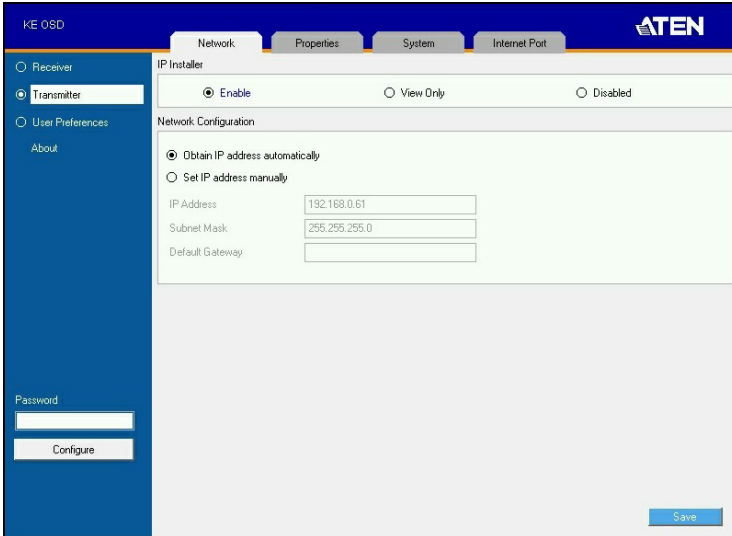 KE OSD
ATEN
Network Properties System Internet Port
Receiver
Transmitter
User Preferences
About
Password
Configure
IP Installer
Enable View Only Disabled
Network Configuration
Obtain IP address automatically
Set IP address manually
IP Address 192.168.0.61
Subnet Mask 255.255.255.0
Default Gateway
Save